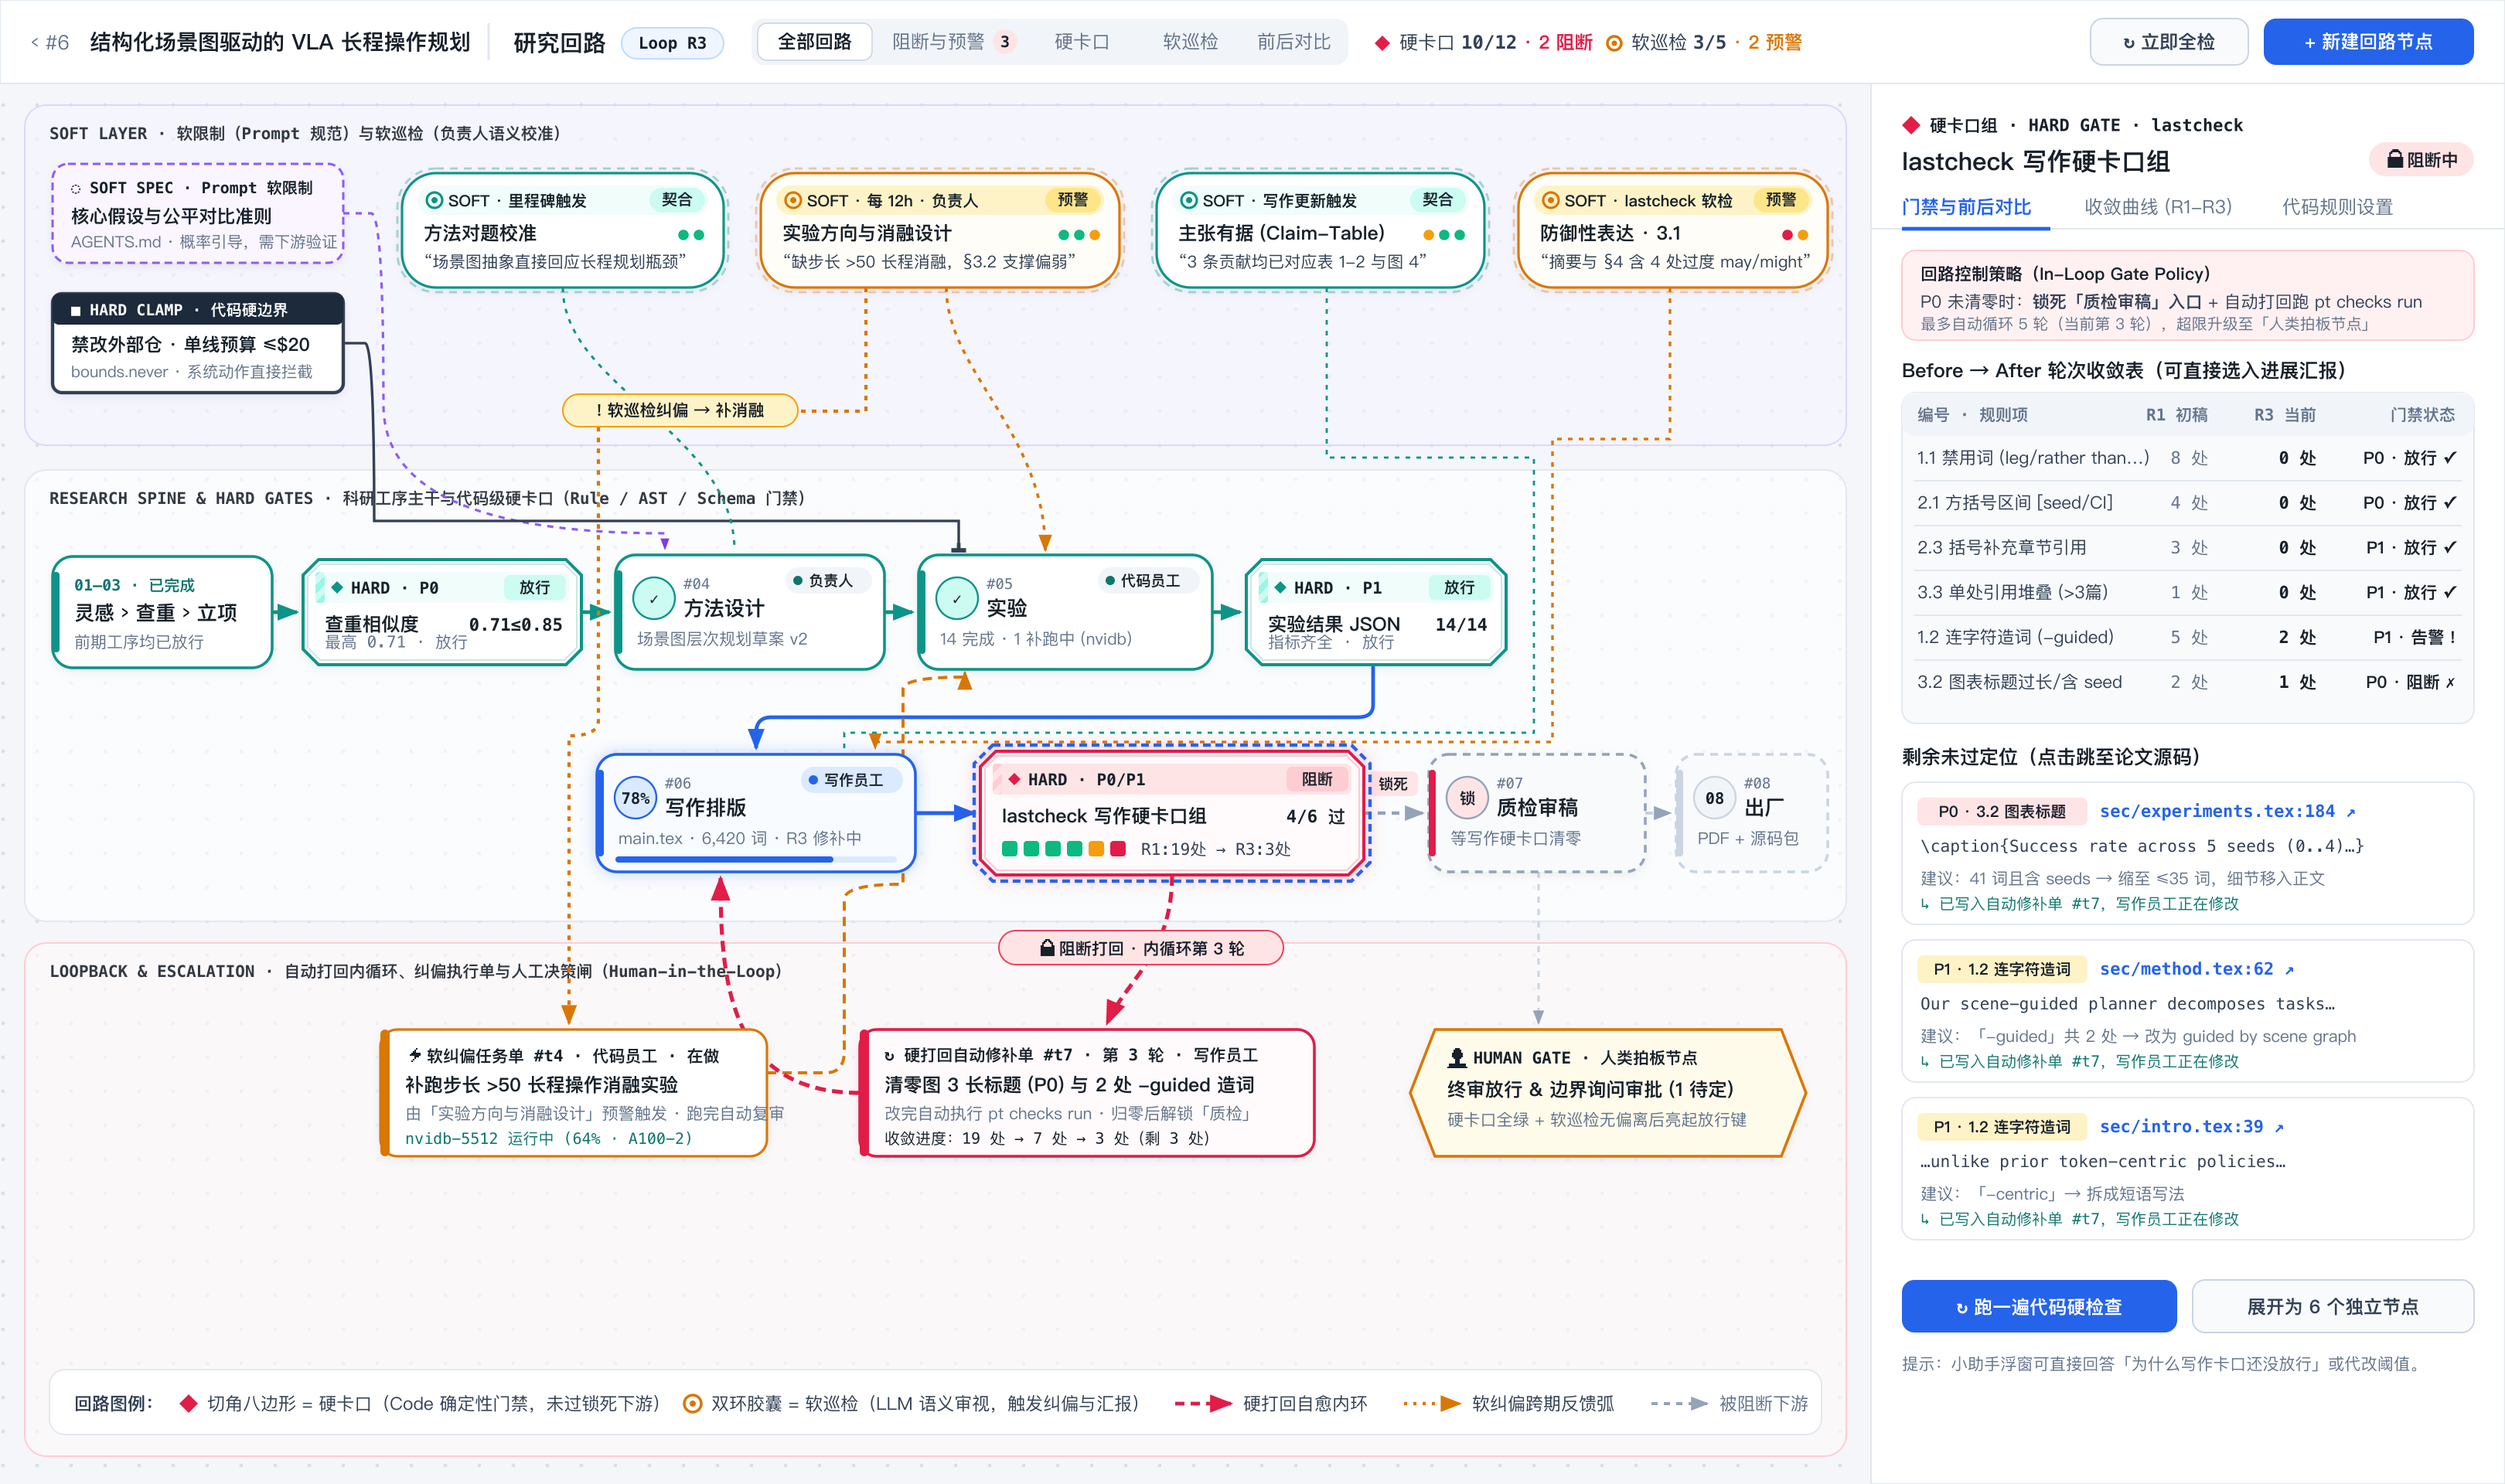 ‹ #6 结构化场景图驱动的 VLA 长程操作规划 研究回路 Loop R3
全部回路 阻断与预警 3 硬卡口 软巡检 前后对比
硬卡口 10/12 · 2 阻断 软巡检 3/5 · 2 预警
↻ 立即全检 + 新建回路节点
SOFT LAYER · 软限制（Prompt 规范）与软巡检（负责人语义校准）
SOFT SPEC · Prompt 软限制
核心假设与公平对比准则
AGENTS.md · 概率引导，需下游验证
HARD CLAMP · 代码硬边界
禁改外部仓 · 单线预算 ≤$20
bounds.never · 系统动作直接拦截
SOFT · 里程碑触发 契合
方法对题校准
“场景图抽象直接回应长程规划瓶颈”
SOFT · 每 12h · 负责人 预警
实验方向与消融设计
“缺步长 >50 长程消融，§3.2 支撑偏弱”
SOFT · 写作更新触发 契合
主张有据 (Claim–Table)
“3 条贡献均已对应表 1–2 与图 4”
SOFT · lastcheck 软检 预警
防御性表达 · 3.1
“摘要与 §4 含 4 处过度 may/might”
! 软巡检纠偏 → 补消融
RESEARCH SPINE & HARD GATES · 科研工序主干与代码级硬卡口（Rule / AST / Schema 门禁）
01–03 · 已完成
灵感 › 查重 › 立项
前期工序均已放行
HARD · P0 放行
查重相似度 0.71≤0.85
最高 0.71 · 放行
✓ #04 负责人
方法设计
场景图层次规划草案 v2
✓ #05 代码员工
实验
14 完成 · 1 补跑中 (nvidb)
HARD · P1 放行
实验结果 JSON 14/14
指标齐全 · 放行
78% #06 写作员工
写作排版
main.tex · 6,420 词 · R3 修补中
HARD · P0/P1 阻断
lastcheck 写作硬卡口组 4/6 过
R1:19处 → R3:3处
锁死
锁 #07
质检审稿
等写作硬卡口清零
08 #08
出厂
PDF + 源码包
阻断打回 · 内循环第 3 轮
LOOPBACK & ESCALATION · 自动打回内循环、纠偏执行单与人工决策闸（Human-in-the-Loop）
软纠偏任务单 #t4 · 代码员工 · 在做
补跑步长 >50 长程操作消融实验
由「实验方向与消融设计」预警触发 · 跑完自动复审
nvidb-5512 运行中 (64% · A100-2)
↻ 硬打回自动修补单 #t7 · 第 3 轮 · 写作员工
清零图 3 长标题 (P0) 与 2 处 –guided 造词
改完自动执行 pt checks run · 归零后解锁「质检」
收敛进度：19 处 → 7 处 → 3 处 (剩 3 处)
HUMAN GATE · 人类拍板节点
终审放行 & 边界询问审批 (1 待定)
硬卡口全绿 + 软巡检无偏离后亮起放行键
回路图例： 切角八边形 = 硬卡口（Code 确定性门禁，未过锁死下游） 双环胶囊 = 软巡检（LLM 语义审视，触发纠偏与汇报） 硬打回自愈内环 软纠偏跨期反馈弧 被阻断下游
硬卡口组 · HARD GATE · lastcheck
lastcheck 写作硬卡口组 阻断中
门禁与前后对比 收敛曲线 (R1–R3) 代码规则设置
回路控制策略（In–Loop Gate Policy）
P0 未清零时：锁死「质检审稿」入口 + 自动打回跑 pt checks run
最多自动循环 5 轮（当前第 3 轮），超限升级至「人类拍板节点」
Before → After 轮次收敛表（可直接选入进展汇报）
编号 · 规则项 R1 初稿 R3 当前 门禁状态
1.1 禁用词 (leg/rather than…) 8 处 0 处 P0 · 放行 ✓
2.1 方括号区间 [seed/CI] 4 处 0 处 P0 · 放行 ✓
2.3 括号补充章节引用 3 处 0 处 P1 · 放行 ✓
3.3 单处引用堆叠 (>3篇) 1 处 0 处 P1 · 放行 ✓
1.2 连字符造词 (–guided) 5 处 2 处 P1 · 告警 !
3.2 图表标题过长/含 seed 2 处 1 处 P0 · 阻断 ✗
剩余未过定位（点击跳至论文源码）
P0 · 3.2 图表标题 sec/experiments.tex:184 ↗
\caption{Success rate across 5 seeds (0..4)…}
建议：41 词且含 seeds → 缩至 ≤35 词，细节移入正文
↳ 已写入自动修补单 #t7，写作员工正在修改
P1 · 1.2 连字符造词 sec/method.tex:62 ↗
Our scene-guided planner decomposes tasks…
建议：「–guided」共 2 处 → 改为 guided by scene graph
↳ 已写入自动修补单 #t7，写作员工正在修改
P1 · 1.2 连字符造词 sec/intro.tex:39 ↗
…unlike prior token-centric policies…
建议：「–centric」→ 拆成短语写法
↳ 已写入自动修补单 #t7，写作员工正在修改
↻ 跑一遍代码硬检查 展开为 6 个独立节点
提示：小助手浮窗可直接回答「为什么写作卡口还没放行」或代改阈值。